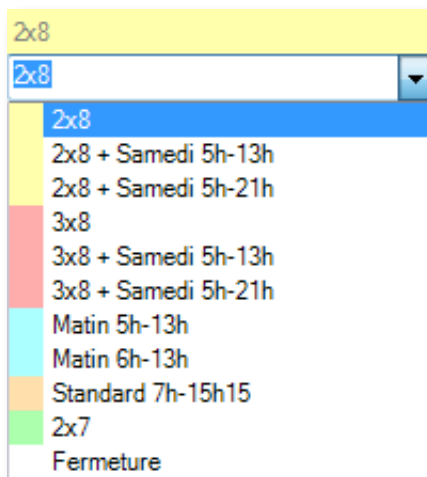 2x8
2x8
2x8
2x8 + Samedi 5h-13h
2x8 + Samedi 5h-21h
3x8
3x8 + Samedi 5h-13h
3x8 + Samedi 5h-21h
Matin 5h-13h
Matin 6h-13h
Standard 7h-15h15
2x7
Fermeture